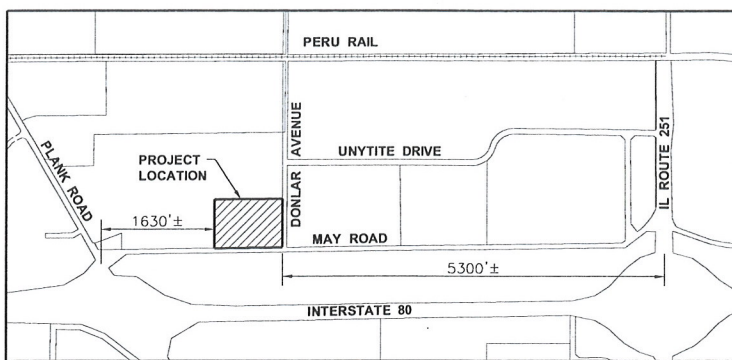 PERU RAIL
PLANK ROAD
PROJECT
LOCATION
DONLAR AVENUE
UNYTITE DRIVE
IL ROUTE 251
1630'±
MAY ROAD
5300'±
INTERSTATE 80